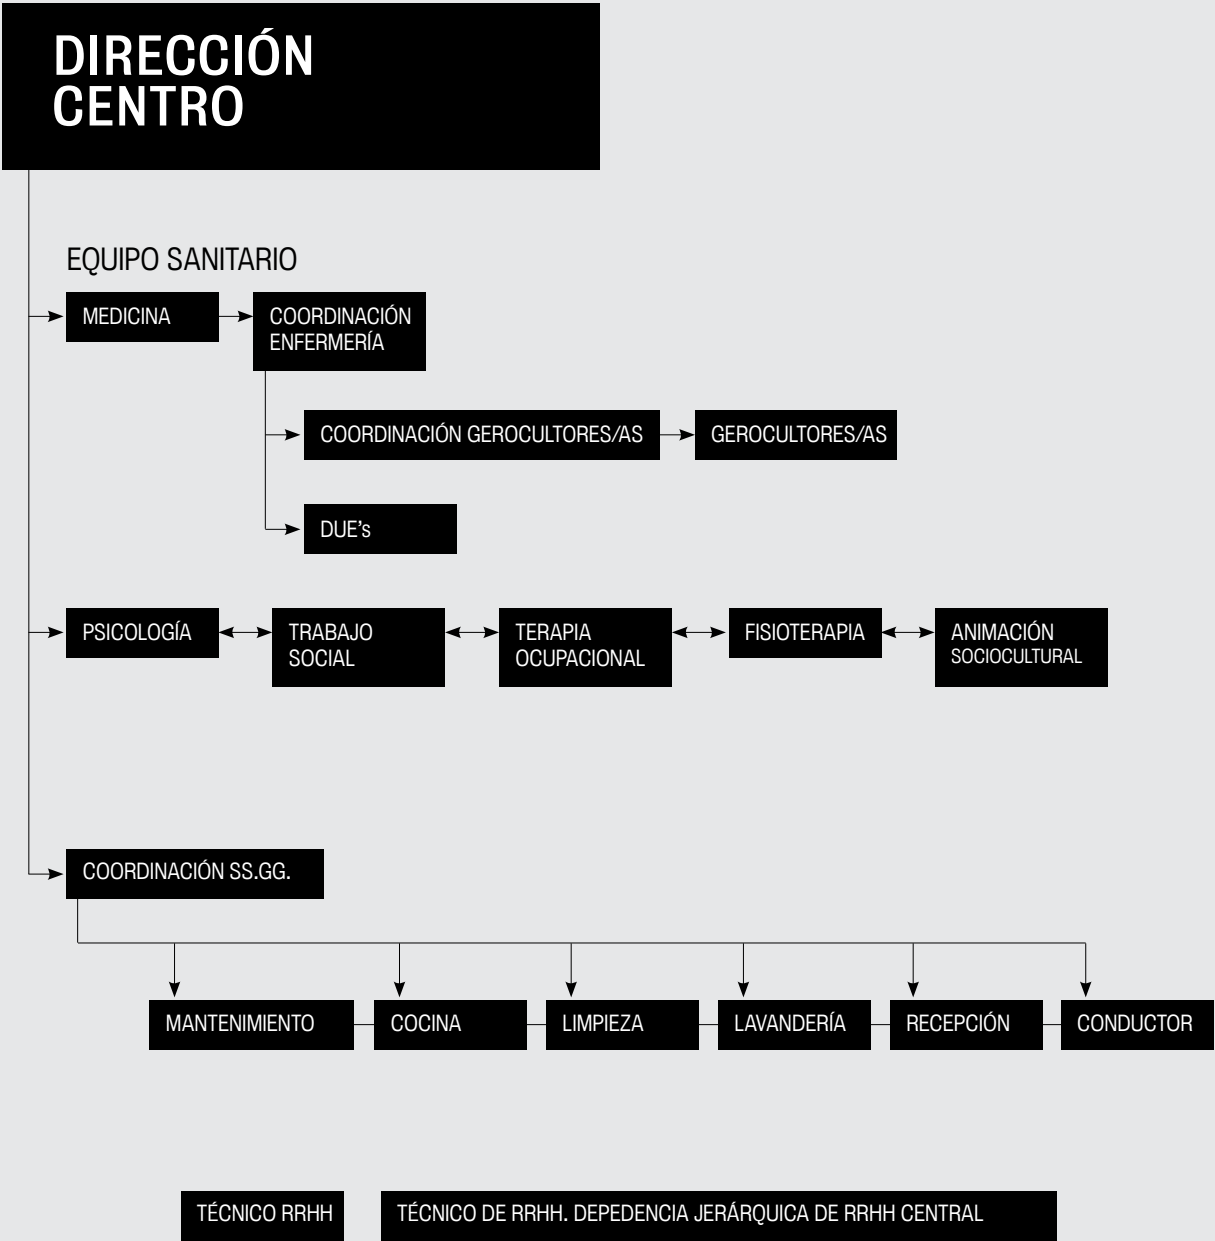 DIRECCIÓN
CENTRO
EQUIPO SANITARIO
MEDICINA
COORDINACIÓN
ENFERMERÍA
COORDINACIÓN GEROCULTORES/AS
GEROCULTORES/AS
DUE's
PSICOLOGÍA
TRABAJO
SOCIAL
TERAPIA
OCUPACIONAL
FISIOTERAPIA
ANIMACIÓN
SOCIOCULTURAL
COORDINACIÓN SS.GG.
MANTENIMIENTO
COCINA
LIMPIEZA
LAVANDERÍA
RECEPCIÓN
CONDUCTOR
TÉCNICO RRHH
TÉCNICO DE RRHH. DEPEDENCIA JERÁRQUICA DE RRHH CENTRAL